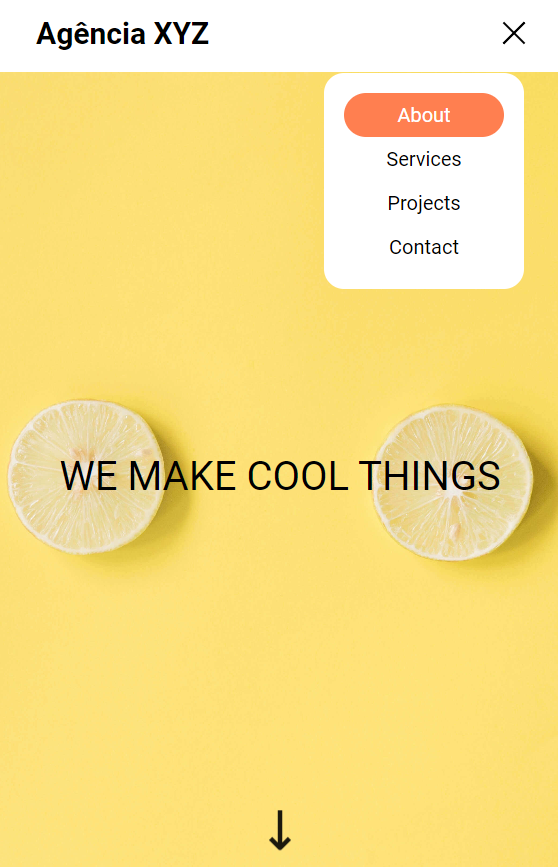 Agência XYZ
About
Services
Projects
Contact
WE MAKE COOL THINGS